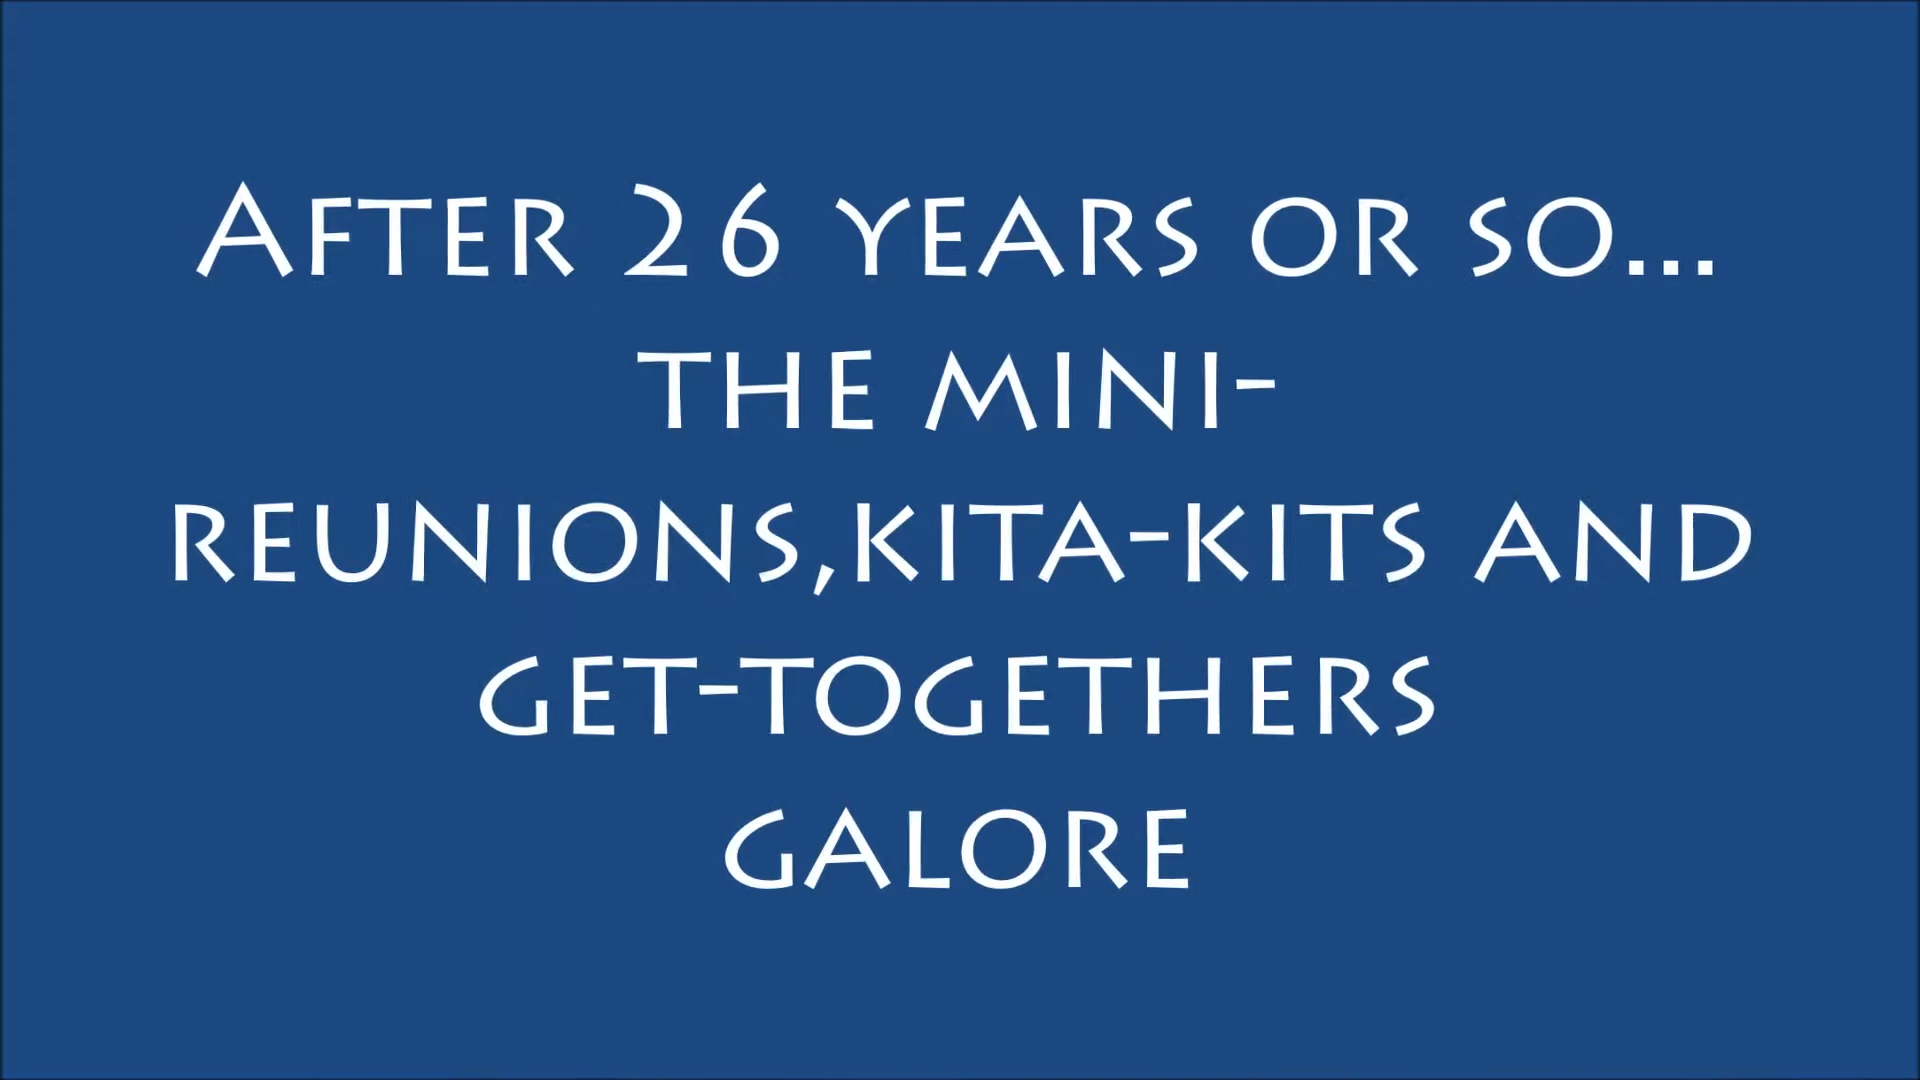 After 26 years or so...
the mini-
reunions,kita-kits and
get-togethers
galore